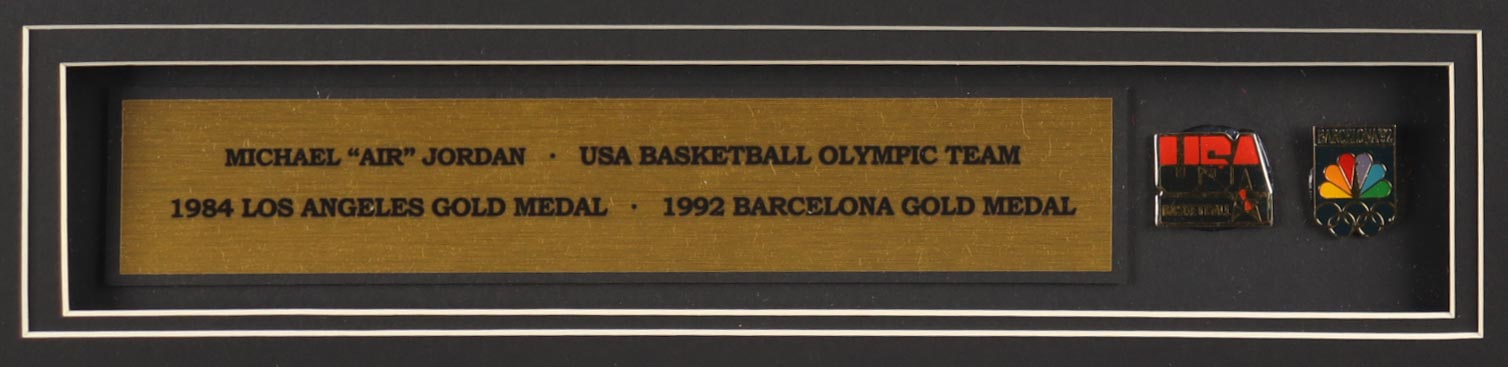 MICHAEL “AIR” JORDAN · USA BASKETBALL OLYMPIC TEAM
1984 LOS ANGELES GOLD MEDAL · 1992 BARCELONA GOLD MEDAL
USA
BASKETBALL
BARCELONA'92